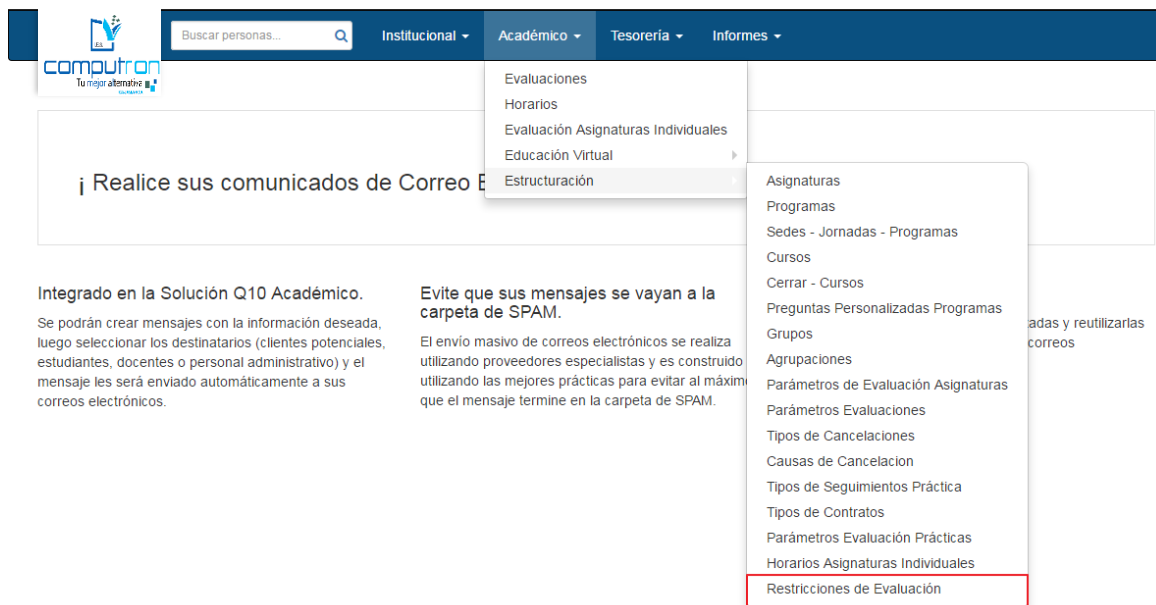 I.E.S.
computron
Tu mejor alternativa
Buscar personas...
Institucional
Académico
Tesorería
Informes
Evaluaciones
Horarios
Evaluación Asignaturas Individuales
Educación Virtual
Estructuración
Asignaturas
Programas
Sedes - Jornadas - Programas
Cursos
Cerrar - Cursos
Preguntas Personalizadas Programas
Grupos
Agrupaciones
Parámetros de Evaluación Asignaturas
Parámetros Evaluaciones
Tipos de Cancelaciones
Causas de Cancelacion
Tipos de Seguimientos Práctica
Tipos de Contratos
Parámetros Evaluación Prácticas
Horarios Asignaturas Individuales
Restricciones de Evaluación
¡ Realice sus comunicados de Correo E
Integrado en la Solución Q10 Académico.
Se podrán crear mensajes con la información deseada,
luego seleccionar los destinatarios (clientes potenciales,
estudiantes, docentes o personal administrativo) y el
mensaje les será enviado automáticamente a sus
correos electrónicos.
Evite que sus mensajes se vayan a la
carpeta de SPAM.
El envío masivo de correos electrónicos se realiza
utilizando proveedores especialistas y es construido
utilizando las mejores prácticas para evitar al máximo
que el mensaje termine en la carpeta de SPAM.
adas y reutilizarlas
correos